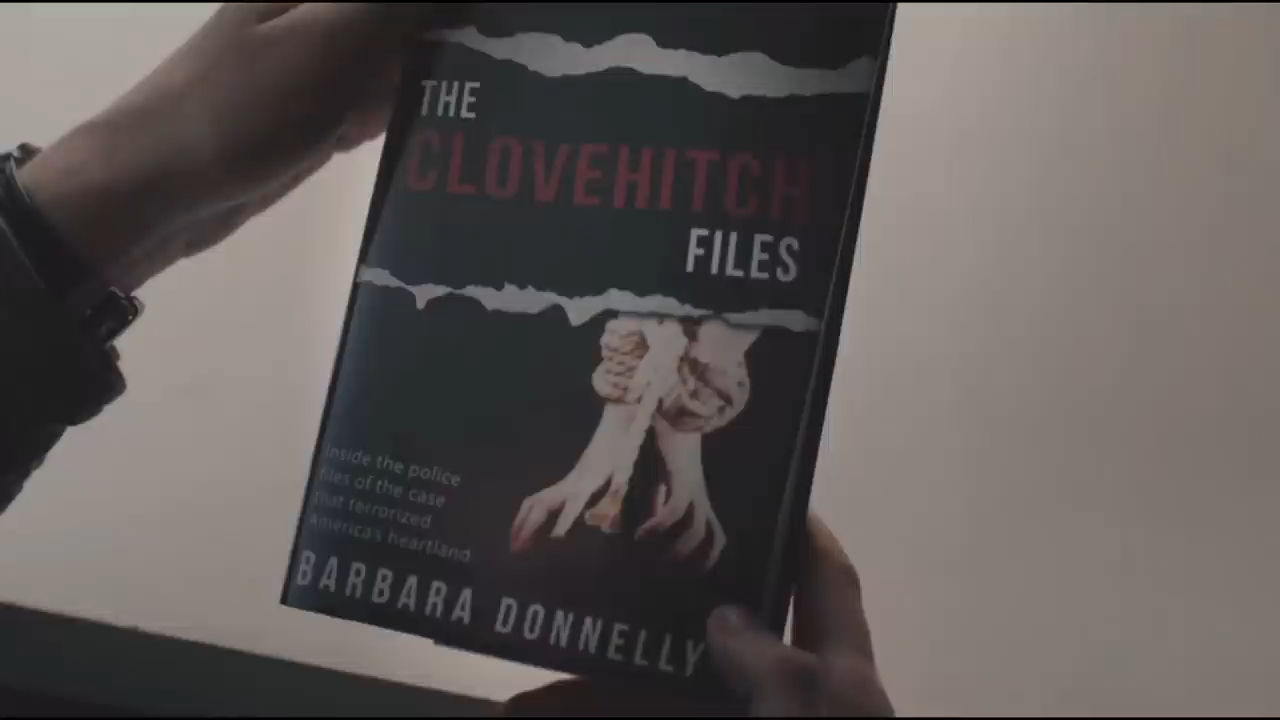 THE
CLOVEHITCH
FILES
Inside the police
files of the case
that terrorized
America's heartland
BARBARA DONNELLY